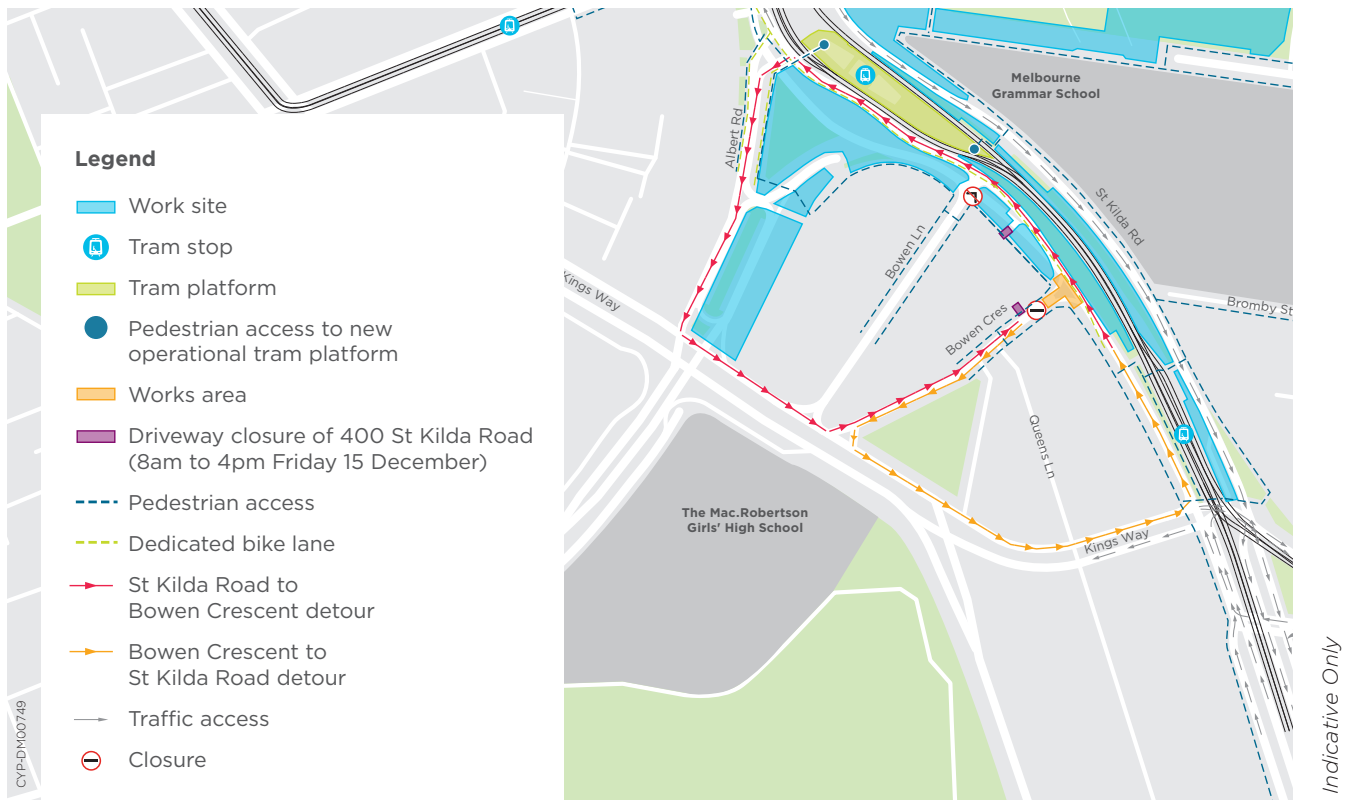 Legend
Work site
Tram stop
Tram platform
Pedestrian access to new
operational tram platform
Works area
Driveway closure of 400 St Kilda Road
(8am to 4pm Friday 15 December)
Pedestrian access
Dedicated bike lane
St Kilda Road to
Bowen Crescent detour
Bowen Crescent to
St Kilda Road detour
Traffic access
Closure
CYP-DM00749
Melbourne
Grammar School
Albert Rd
St Kilda Rd
Bowen Ln
Kings Way
Bromby St
Bowen Cres
Queens Ln
The Mac.Robertson
Girls' High School
Kings Way
Indicative Only